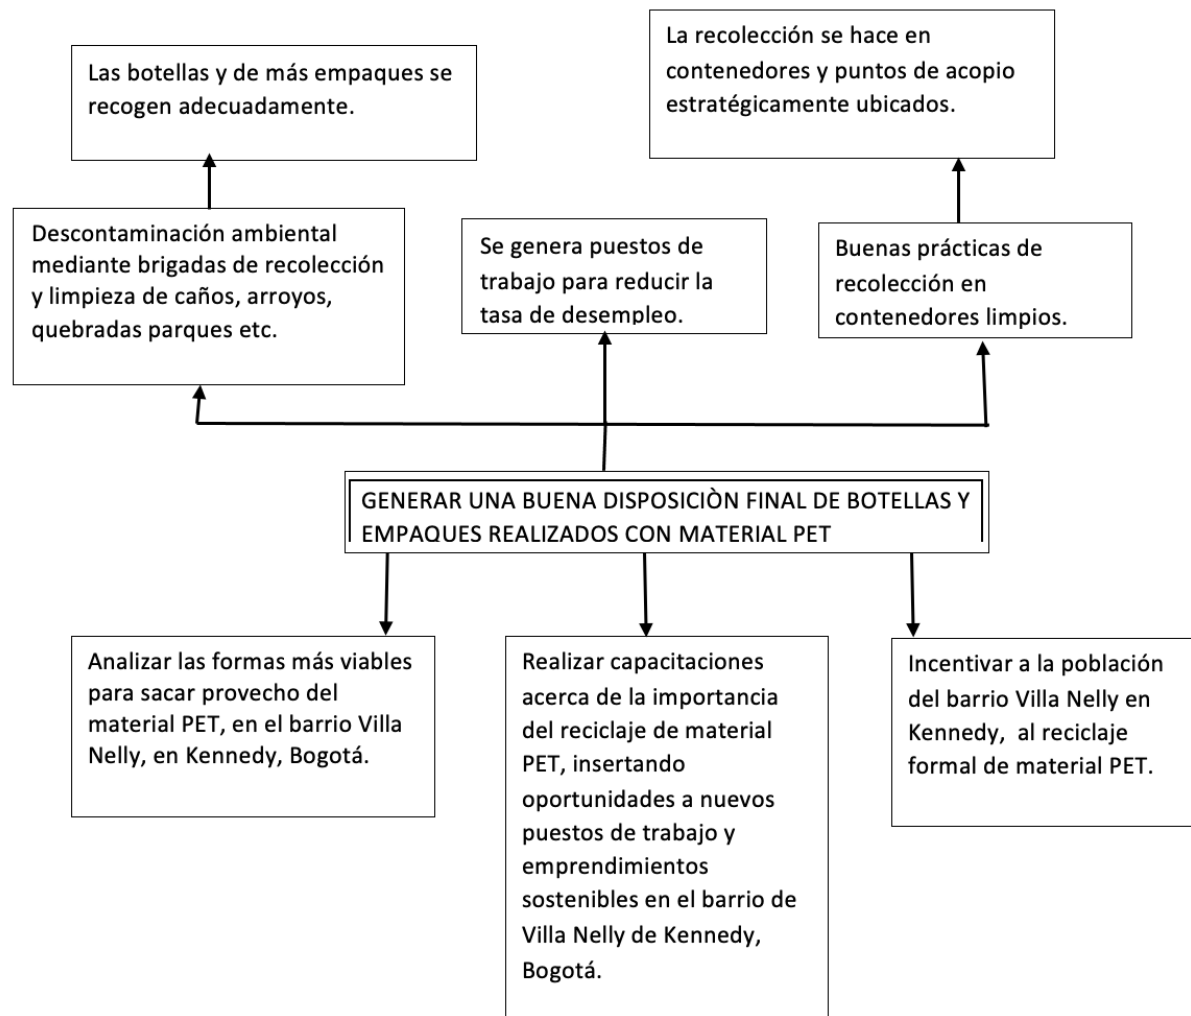 Las botellas y de más empaques se
recogen adecuadamente.
La recolección se hace en
contenedores y puntos de acopio
estratégicamente ubicados.
Descontaminación ambiental
mediante brigadas de recolección
y limpieza de caños, arroyos,
quebradas parques etc.
Se genera puestos de
trabajo para reducir la
tasa de desempleo.
Buenas prácticas de
recolección en
contenedores limpios.
GENERAR UNA BUENA DISPOSICIÒN FINAL DE BOTELLAS Y
EMPAQUES REALIZADOS CON MATERIAL PET
Analizar las formas más viables
para sacar provecho del
material PET, en el barrio Villa
Nelly, en Kennedy, Bogotá.
Realizar capacitaciones
acerca de la importancia
del reciclaje de material
PET, insertando
oportunidades a nuevos
puestos de trabajo y
emprendimientos
sostenibles en el barrio de
Villa Nelly de Kennedy,
Bogotá.
Incentivar a la población
del barrio Villa Nelly en
Kennedy,  al reciclaje
formal de material PET.